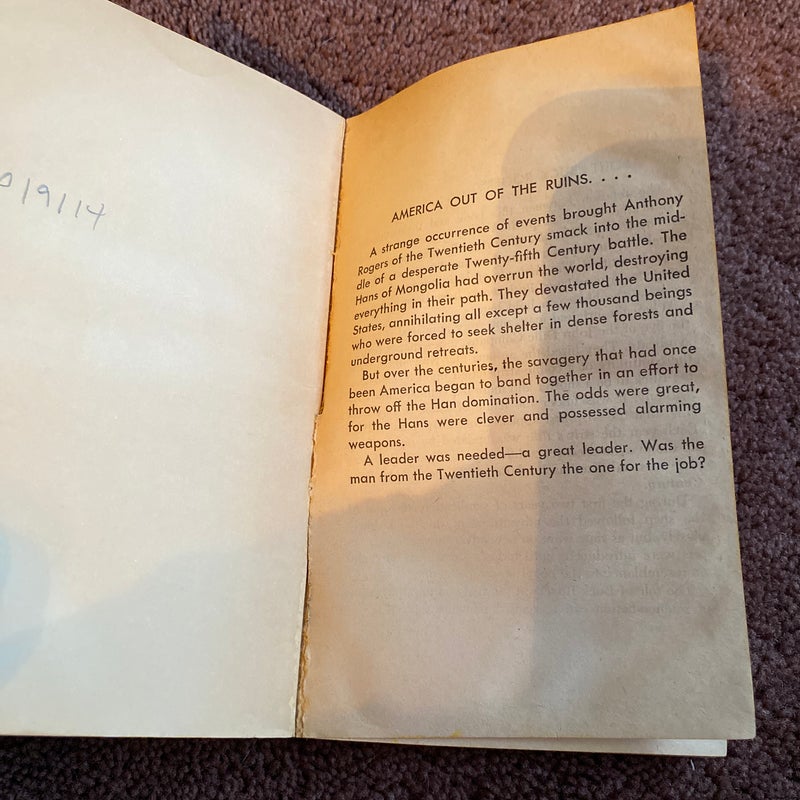 0/9/14
AMERICA OUT OF THE RUINS. . . .
A strange occurrence of events brought Anthony
Rogers of the Twentieth Century smack into the mid-
dle of a desperate Twenty-fifth Century battle. The
Hans of Mongolia had overrun the world, destroying
everything in their path. They devastated the United
States, annihilating all except a few thousand beings
who were forced to seek shelter in dense forests and
underground retreats.
But over the centuries, the savagery that had once
been America began to band together in an effort to
throw off the Han domination. The odds were great,
for the Hans were clever and possessed alarming
weapons.
A leader was needed—a great leader. Was the
man from the Twentieth Century the one for the job?